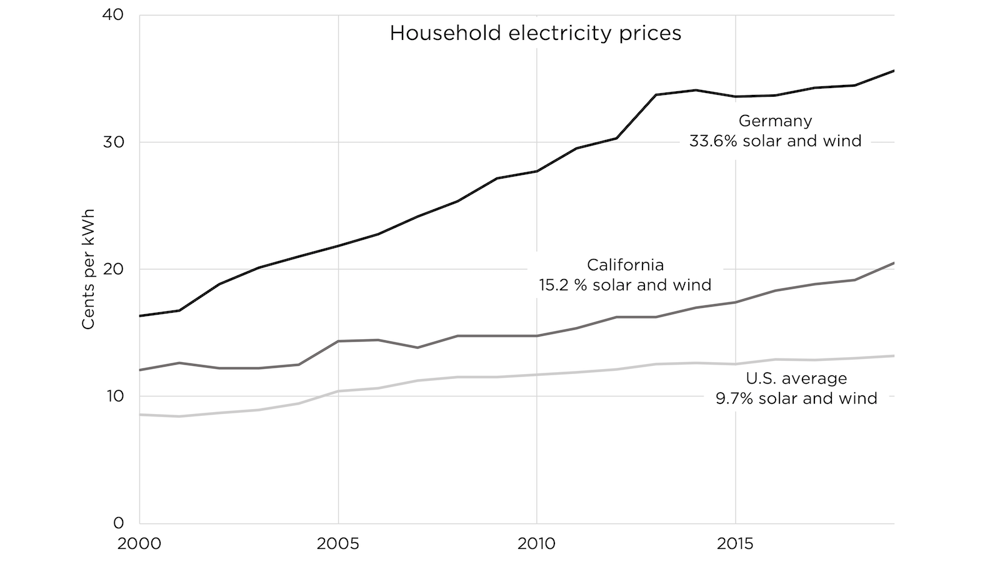 Household electricity prices
40
30
20
10
0
Cents per kWh
Germany
33.6% solar and wind
California
15.2 % solar and wind
U.S. average
9.7% solar and wind
2000
2005
2010
2015